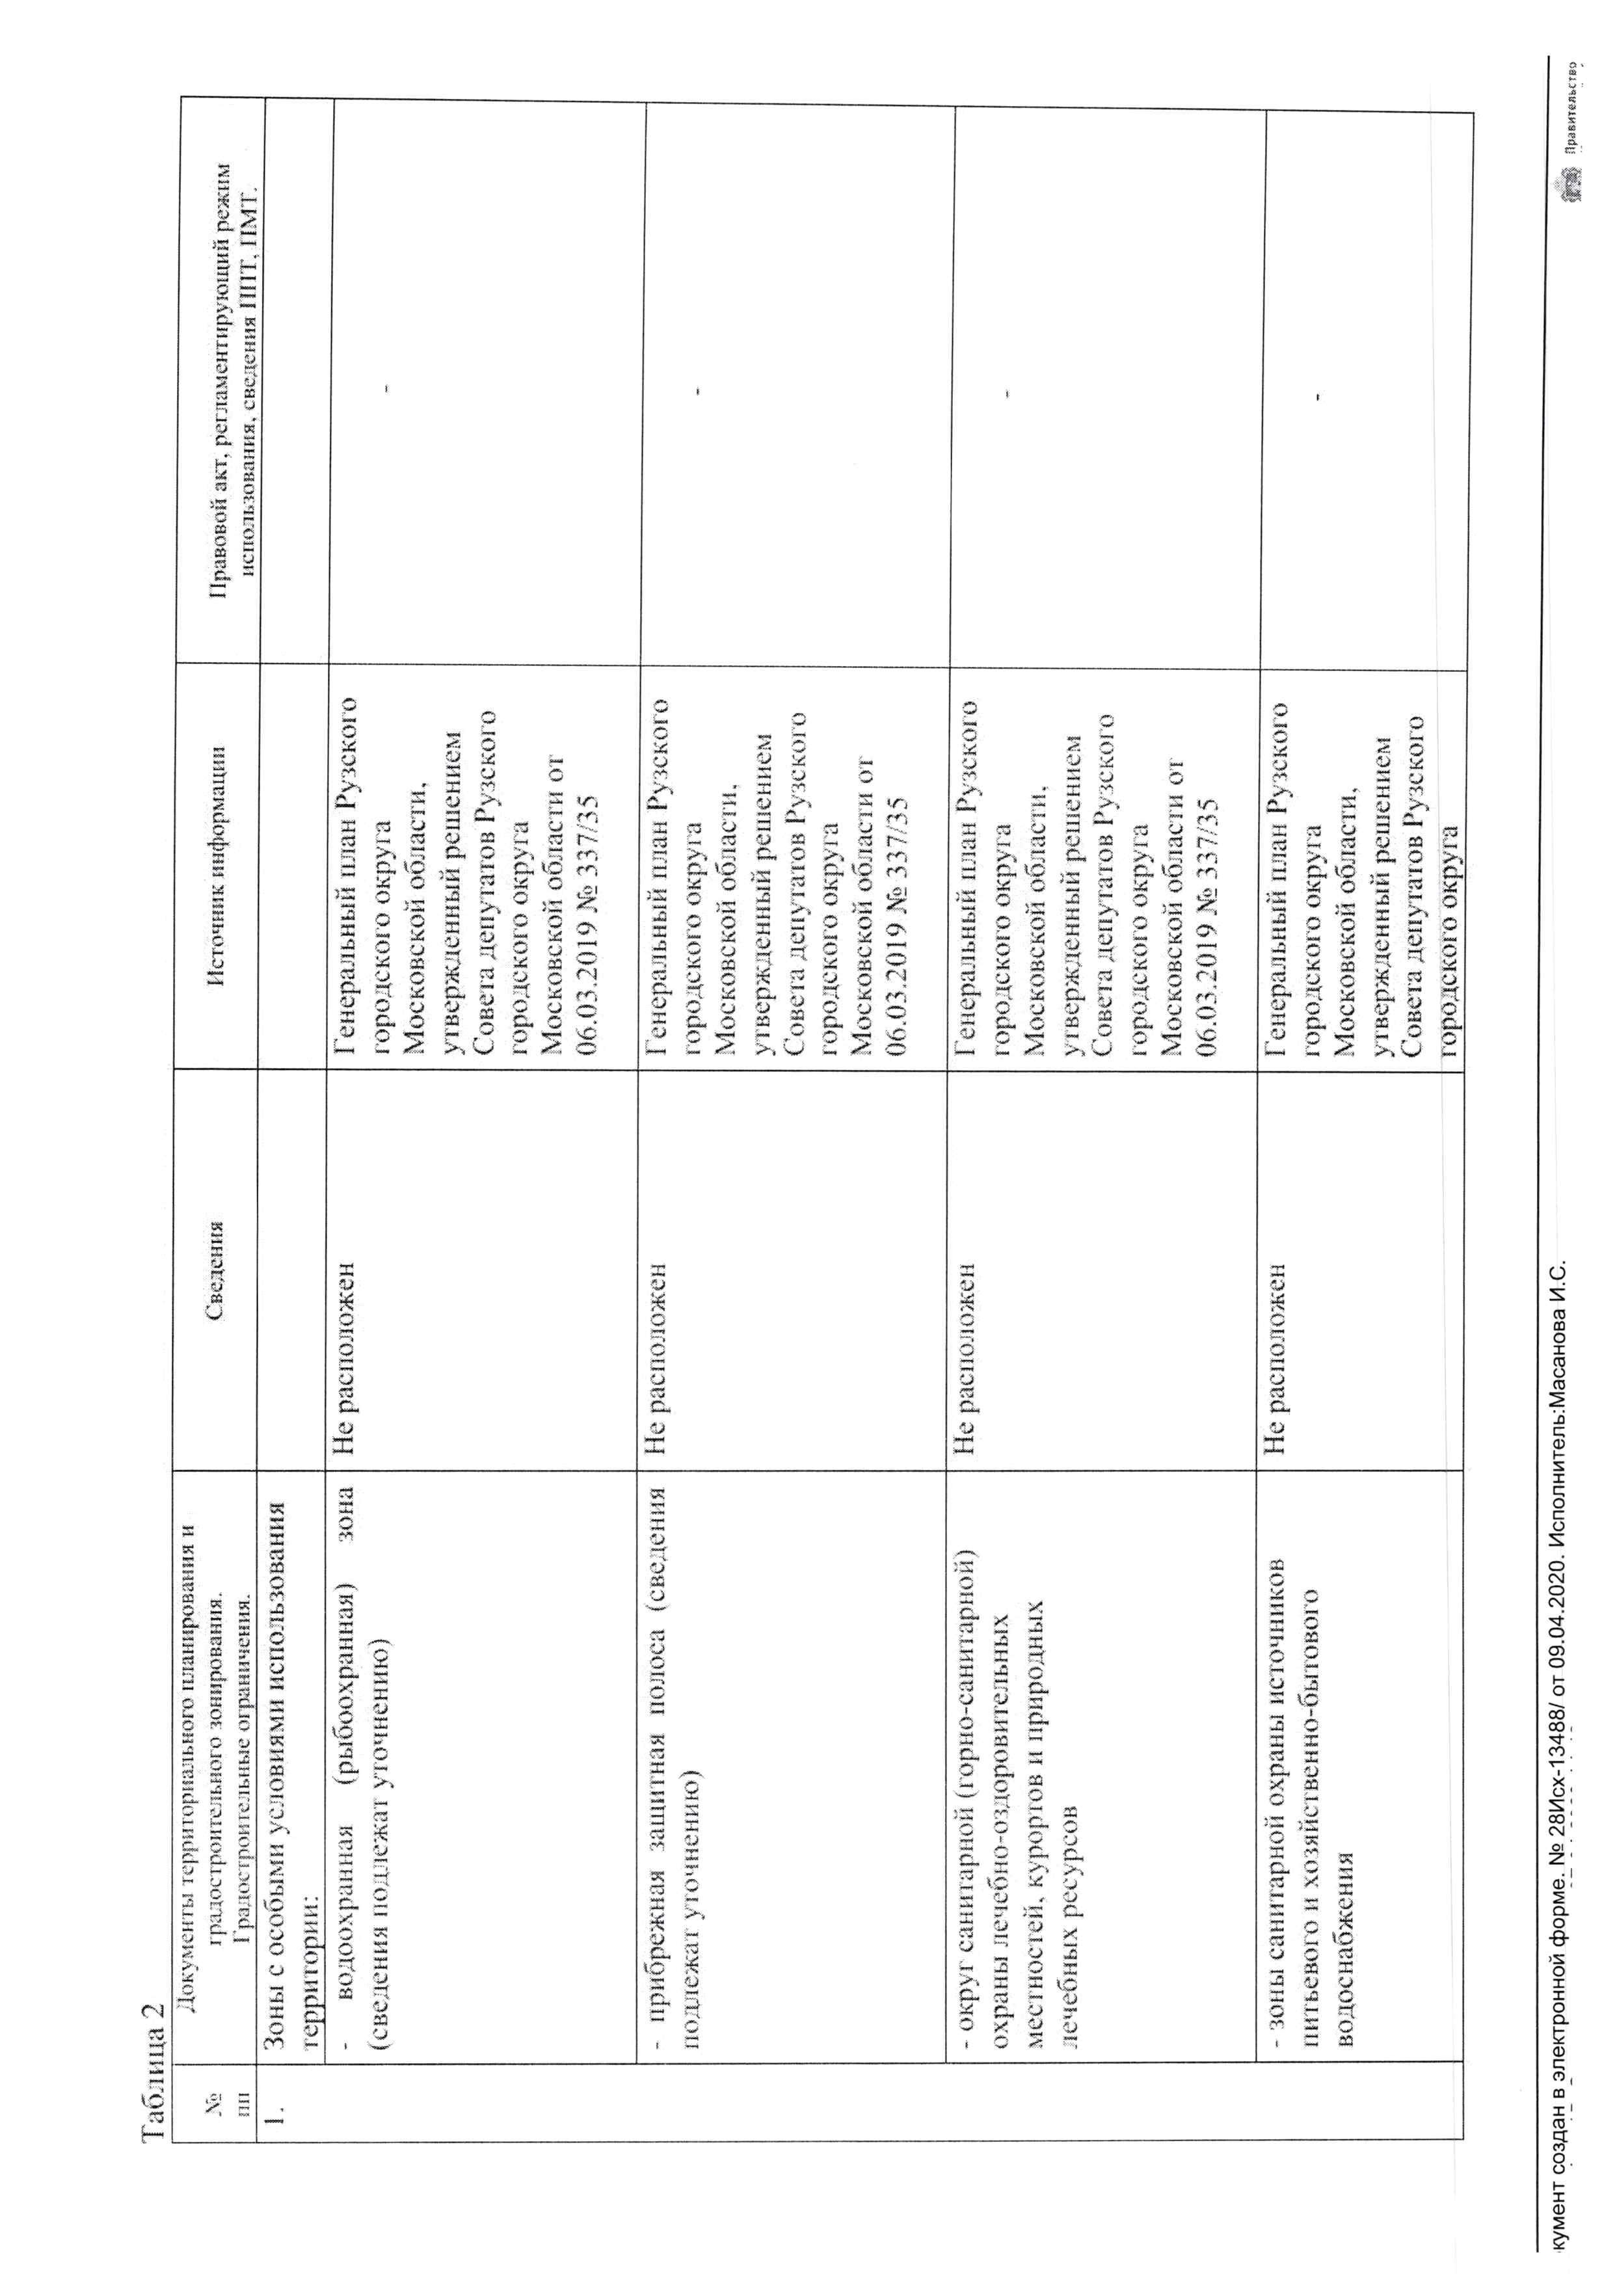 Таблица 2
№
пп
Документы территориального планирования и
градостроительного зонирования.
Градостроительные ограничения.
Сведения
Источник информации
Правовой акт, регламентирующий режим
использования, сведения ППТ, ПМТ.
1.
Зоны с особыми условиями использования
территории:
- водоохранная (рыбоохранная) зона
(сведения подлежат уточнению)
Не расположен
Генеральный план Рузского
городского округа
Московской области,
утвержденный решением
Совета депутатов Рузского
городского округа
Московской области от
06.03.2019 № 337/35
-
- прибрежная защитная полоса (сведения
подлежат уточнению)
Не расположен
Генеральный план Рузского
городского округа
Московской области,
утвержденный решением
Совета депутатов Рузского
городского округа
Московской области от
06.03.2019 № 337/35
-
- округ санитарной (горно-санитарной)
охраны лечебно-оздоровительных
местностей, курортов и природных
лечебных ресурсов
Не расположен
Генеральный план Рузского
городского округа
Московской области,
утвержденный решением
Совета депутатов Рузского
городского округа
Московской области от
06.03.2019 № 337/35
-
- зоны санитарной охраны источников
питьевого и хозяйственно-бытового
водоснабжения
Не расположен
Генеральный план Рузского
городского округа
Московской области,
утвержденный решением
Совета депутатов Рузского
городского округа
-
кумент создан в электронной форме. № 28Исх-13488/ от 09.04.2020. Исполнитель:Масанова И.С.
Правительство